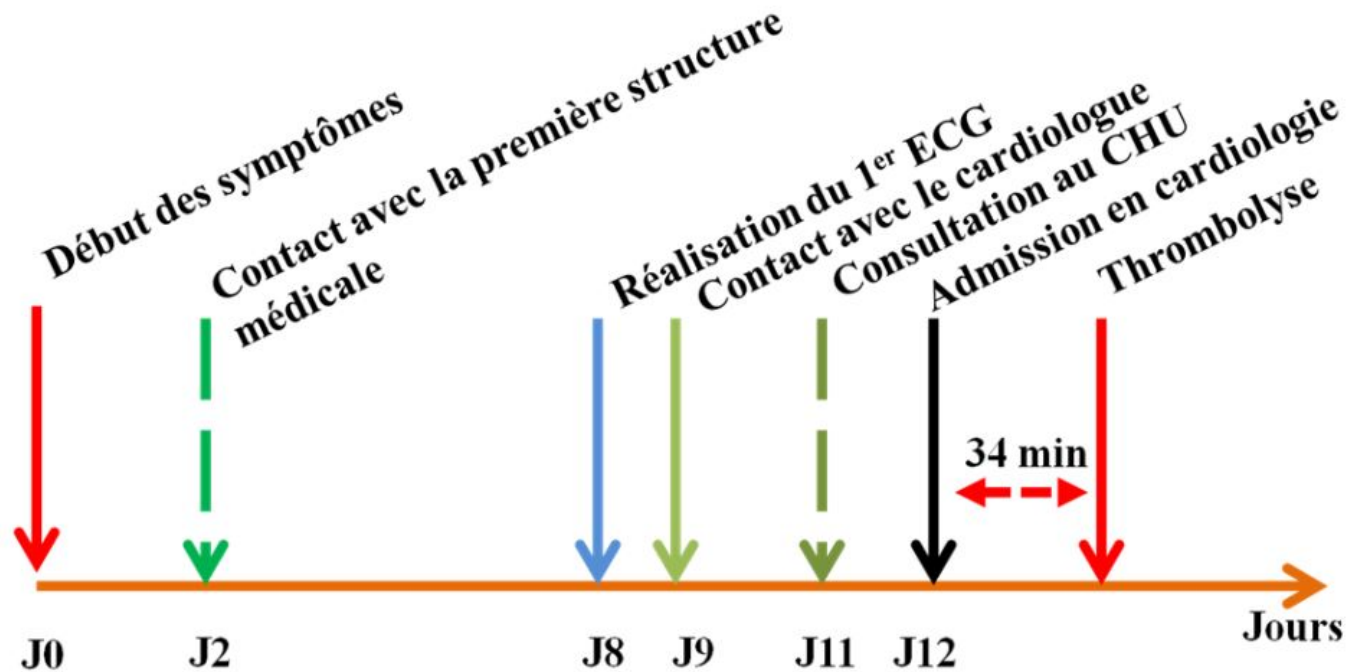 Début des symptômes
Contact avec la première structure
médicale
Réalisation du 1er ECG
Contact avec le cardiologue
Consultation au CHU
Admission en cardiologie
Thrombolyse
34 min
Jours
J0
J2
J8
J9
J11
J12